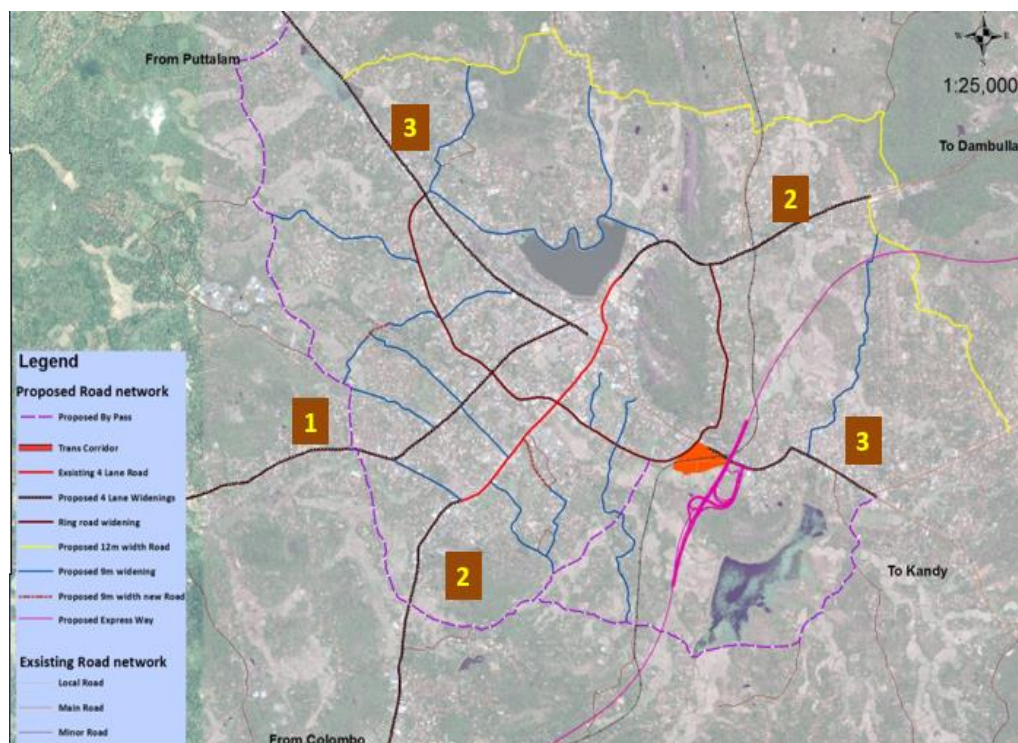 From Puttalam
W E
S
1:25,000
3
To Dambulla
2
Legend
Proposed Road network
Proposed By Pass
Trans Corridor
Exsisting 4 Lane Road
Proposed 4 Lane Widenings
Ring road widening
Proposed 12m width Road
Proposed 9m widening
Proposed 9m width new Road
Proposed Express Way
Exsisting Road network
Local Road
Main Road
Minor Road
1
3
2
To Kandy
From Colombo